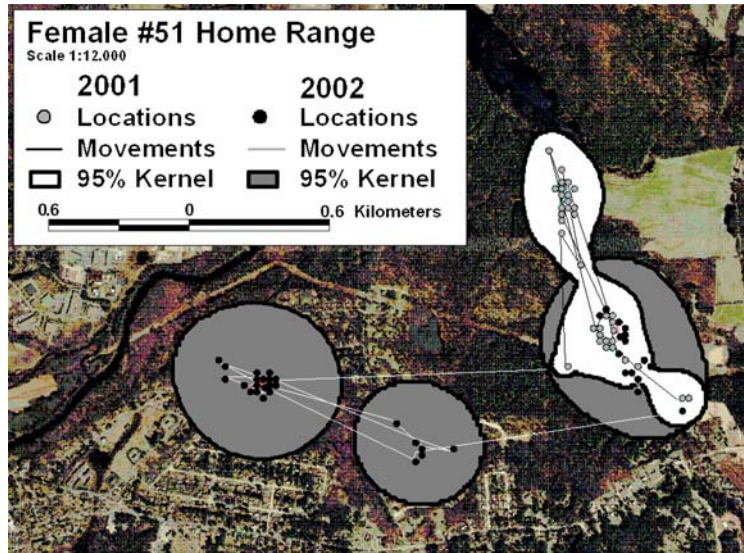 Female #51 Home Range
Scale 1:12.000
2001 2002
Locations Locations
Movements Movements
95% Kernel 95% Kernel
0.6 0 0.6 Kilometers